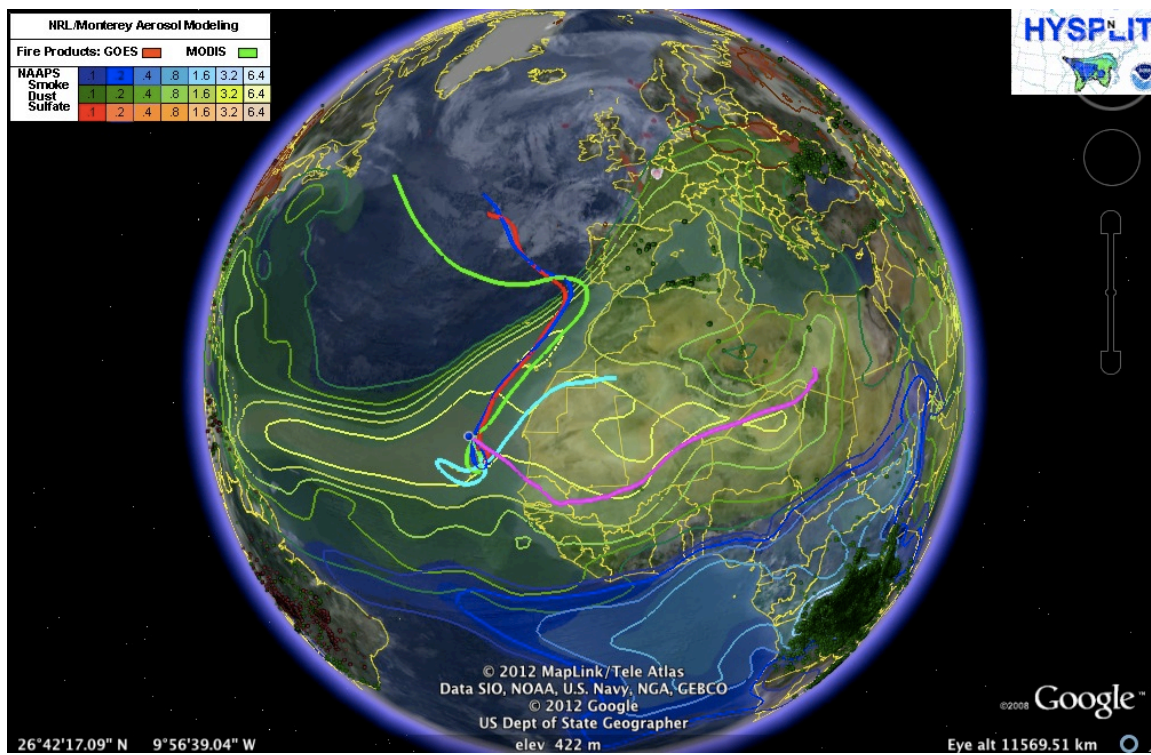 NRL/Monterey Aerosol Modeling
Fire Products: GOES MODIS
NAAPS
Smoke .1 .2 .4 .8 1.6 3.2 6.4
Dust .1 .2 .4 .8 1.6 3.2 6.4
Sulfate .1 .2 .4 .8 1.6 3.2 6.4
HYSPLIT
N
© 2012 MapLink/Tele Atlas
Data SIO, NOAA, U.S. Navy, NGA, GEBCO
© 2012 Google
US Dept of State Geographer
©2008 Google™
26°42'17.09" N 9°56'39.04" W elev 422 m Eye alt 11569.51 km